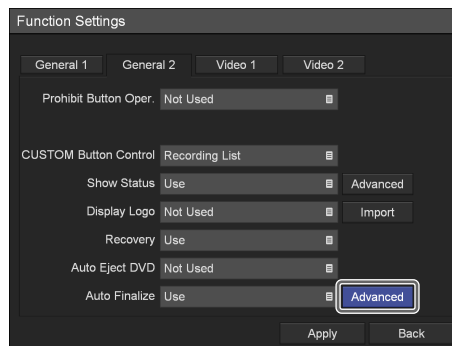 Function Settings
General 1 General 2 Video 1 Video 2
Prohibit Button Oper. Not Used
CUSTOM Button Control Recording List
Show Status Use Advanced
Display Logo Not Used Import
Recovery Use
Auto Eject DVD Not Used
Auto Finalize Use Advanced
Apply Back